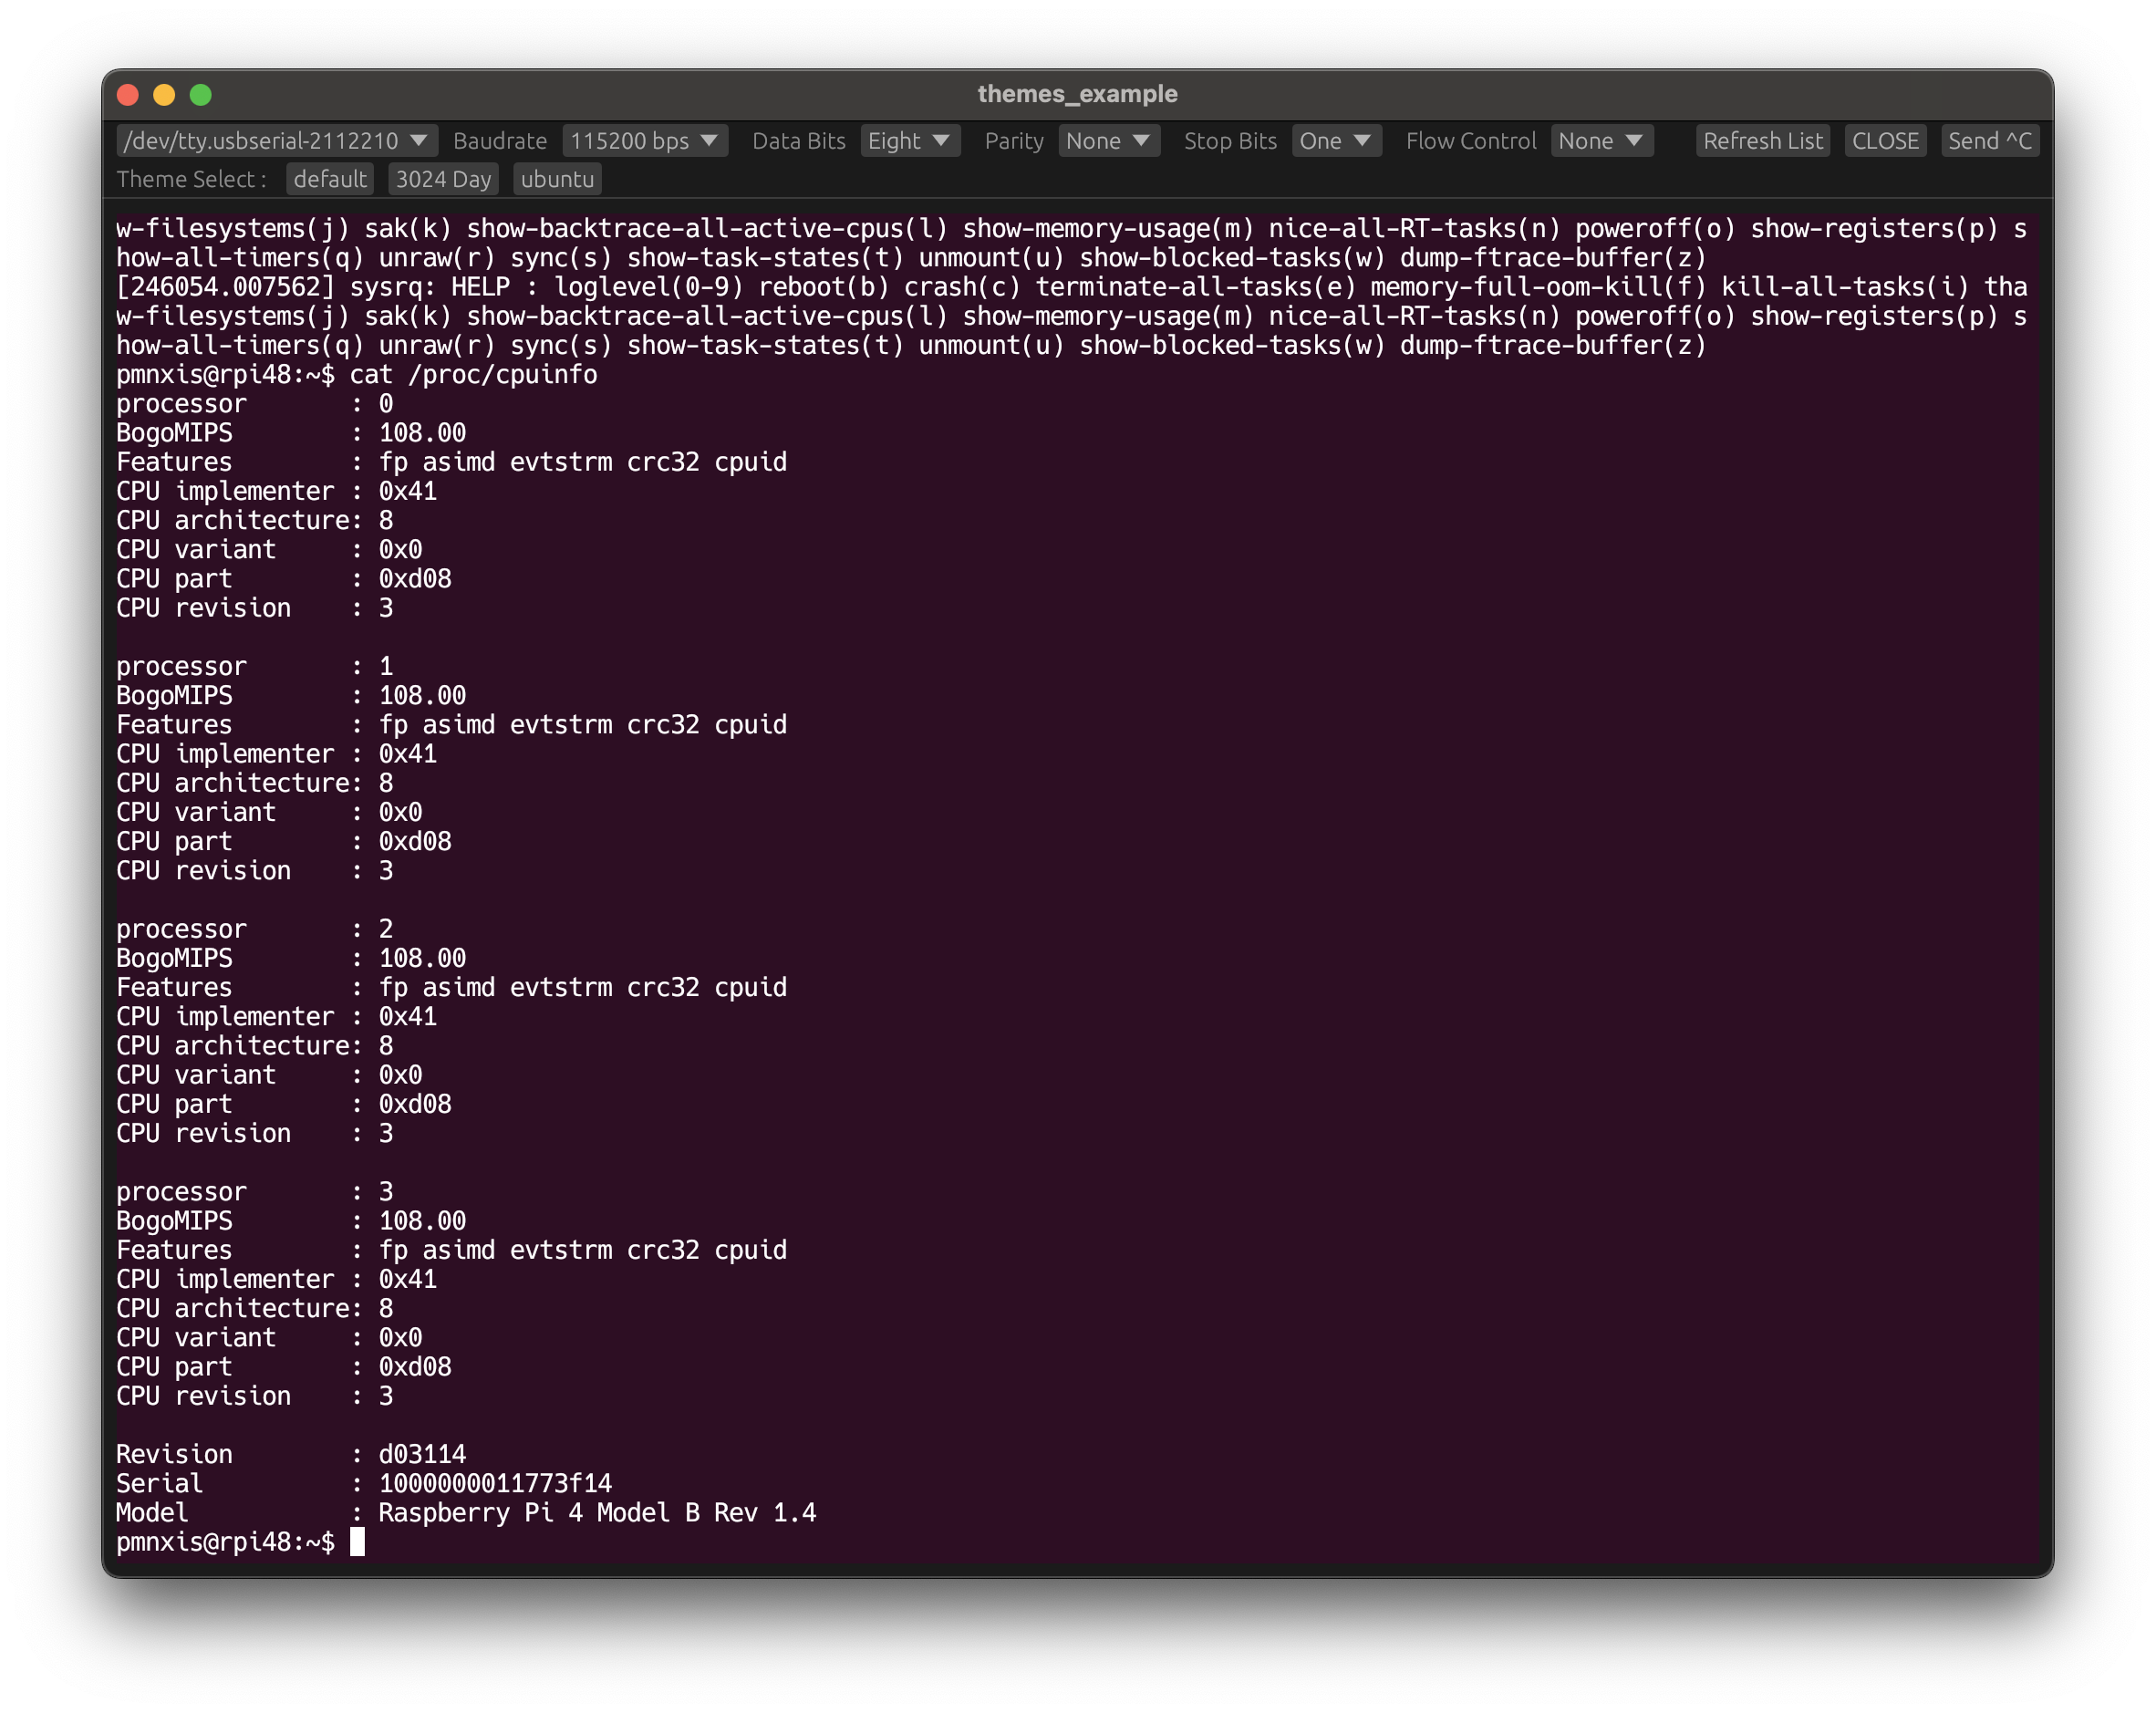 themes_example
/dev/tty.usbserial-2112210 Baudrate 115200 bps Data Bits Eight Parity None Stop Bits One Flow Control None Refresh List CLOSE Send ^C
Theme Select : default 3024 Day ubuntu
w-filesystems(j) sak(k) show-backtrace-all-active-cpus(l) show-memory-usage(m) nice-all-RT-tasks(n) poweroff(o) show-registers(p) s
how-all-timers(q) unraw(r) sync(s) show-task-states(t) unmount(u) show-blocked-tasks(w) dump-ftrace-buffer(z)
[246054.007562] sysrq: HELP : loglevel(0-9) reboot(b) crash(c) terminate-all-tasks(e) memory-full-oom-kill(f) kill-all-tasks(i) tha
w-filesystems(j) sak(k) show-backtrace-all-active-cpus(l) show-memory-usage(m) nice-all-RT-tasks(n) poweroff(o) show-registers(p) s
how-all-timers(q) unraw(r) sync(s) show-task-states(t) unmount(u) show-blocked-tasks(w) dump-ftrace-buffer(z)
pmnxis@rpi48:~$ cat /proc/cpuinfo
processor       : 0
BogoMIPS        : 108.00
Features        : fp asimd evtstrm crc32 cpuid
CPU implementer : 0x41
CPU architecture: 8
CPU variant     : 0x0
CPU part        : 0xd08
CPU revision    : 3

processor       : 1
BogoMIPS        : 108.00
Features        : fp asimd evtstrm crc32 cpuid
CPU implementer : 0x41
CPU architecture: 8
CPU variant     : 0x0
CPU part        : 0xd08
CPU revision    : 3

processor       : 2
BogoMIPS        : 108.00
Features        : fp asimd evtstrm crc32 cpuid
CPU implementer : 0x41
CPU architecture: 8
CPU variant     : 0x0
CPU part        : 0xd08
CPU revision    : 3

processor       : 3
BogoMIPS        : 108.00
Features        : fp asimd evtstrm crc32 cpuid
CPU implementer : 0x41
CPU architecture: 8
CPU variant     : 0x0
CPU part        : 0xd08
CPU revision    : 3

Revision        : d03114
Serial          : 1000000011773f14
Model           : Raspberry Pi 4 Model B Rev 1.4
pmnxis@rpi48:~$